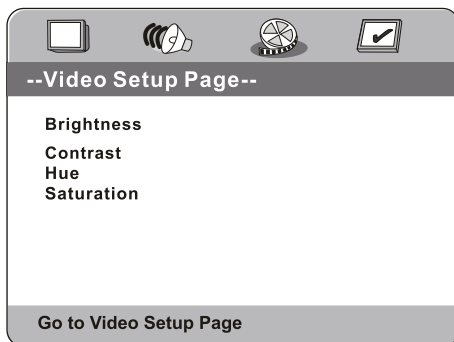 --Video Setup Page--
Brightness
Contrast
Hue
Saturation
Go to Video Setup Page